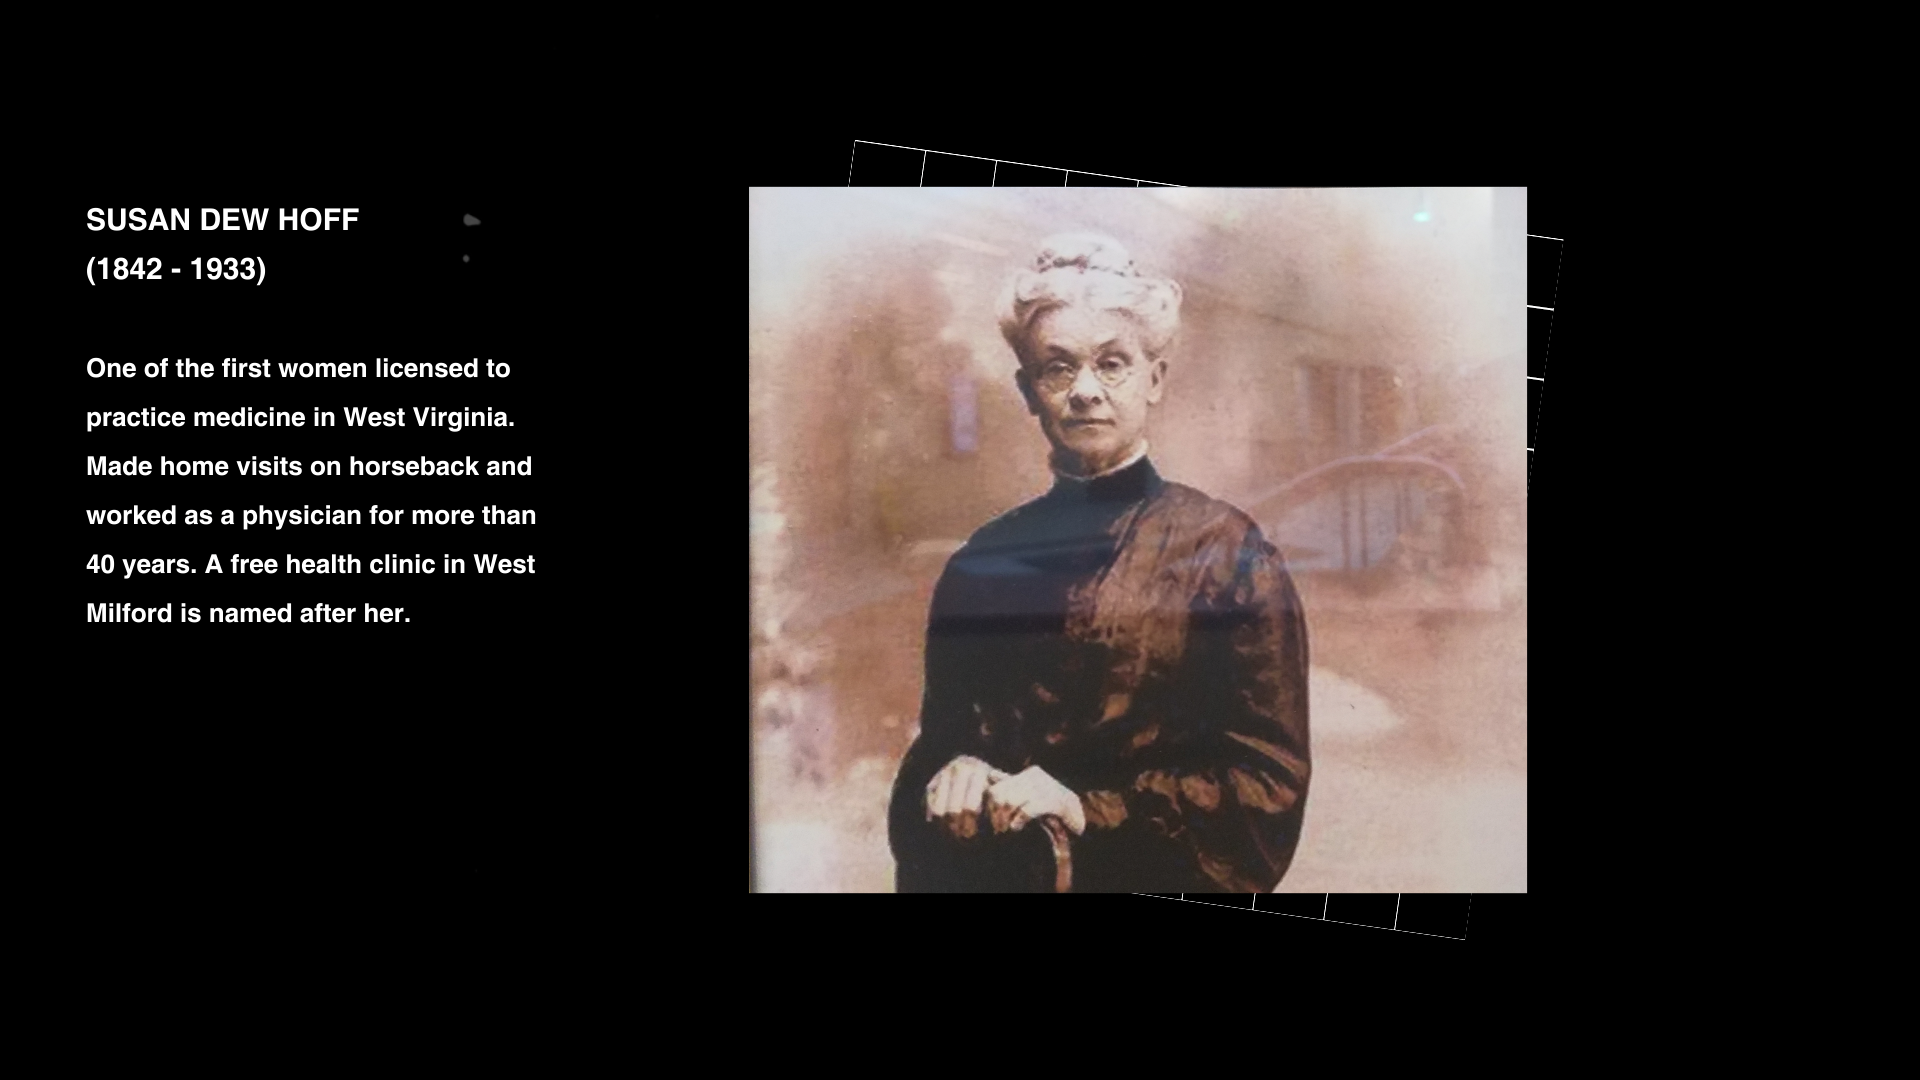 SUSAN DEW HOFF
(1842 - 1933)
One of the first women licensed to
practice medicine in West Virginia.
Made home visits on horseback and
worked as a physician for more than
40 years. A free health clinic in West
Milford is named after her.